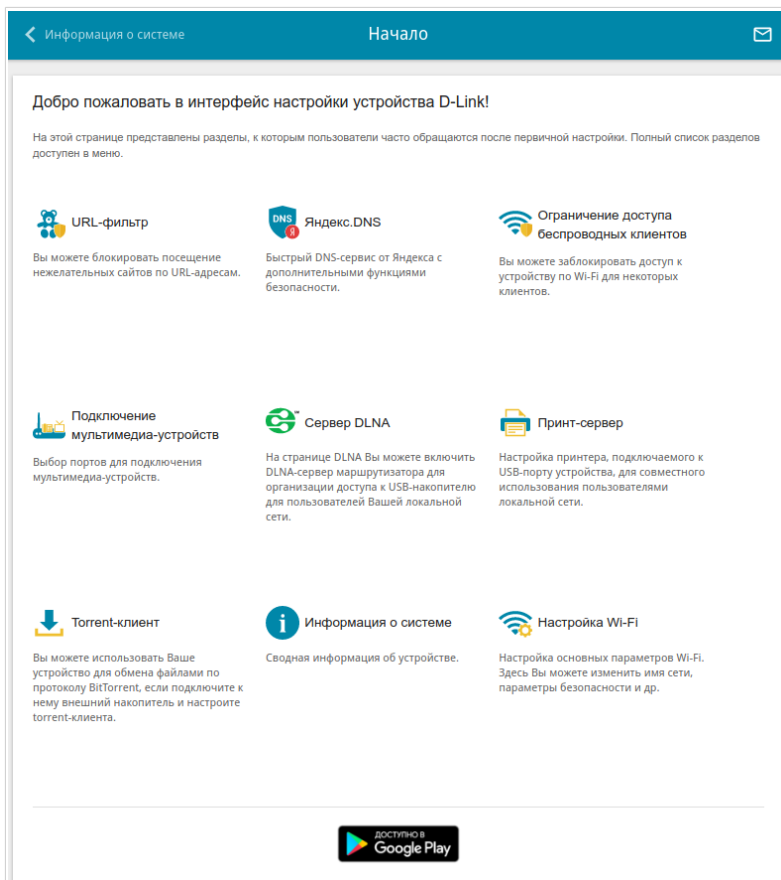 Информация о системе
Начало
Добро пожаловать в интерфейс настройки устройства D-Link!
На этой странице представлены разделы, к которым пользователи часто обращаются после первичной настройки. Полный список разделов
доступен в меню.
URL-фильтр
Вы можете блокировать посещение
нежелательных сайтов по URL-адресам.
DNS
Я
Яндекс.DNS
Быстрый DNS-сервис от Яндекса с
дополнительными функциями
безопасности.
Ограничение доступа
беспроводных клиентов
Вы можете заблокировать доступ к
устройству по Wi-Fi для некоторых
клиентов.
Подключение
мультимедиа-устройств
Выбор портов для подключения
мультимедиа-устройств.
Сервер DLNA
На странице DLNA Вы можете включить
DLNA-сервер маршрутизатора для
организации доступа к USB-накопителю
для пользователей Вашей локальной
сети.
Принт-сервер
Настройка принтера, подключаемого к
USB-порту устройства, для совместного
использования пользователями
локальной сети.
Torrent-клиент
Вы можете использовать Ваше
устройство для обмена файлами по
протоколу BitTorrent, если подключите к
нему внешний накопитель и настроите
torrent-клиента.
i
Информация о системе
Сводная информация об устройстве.
Настройка Wi-Fi
Настройка основных параметров Wi-Fi.
Здесь Вы можете изменить имя сети,
параметры безопасности и др.
ДОСТУПНО В
Google Play